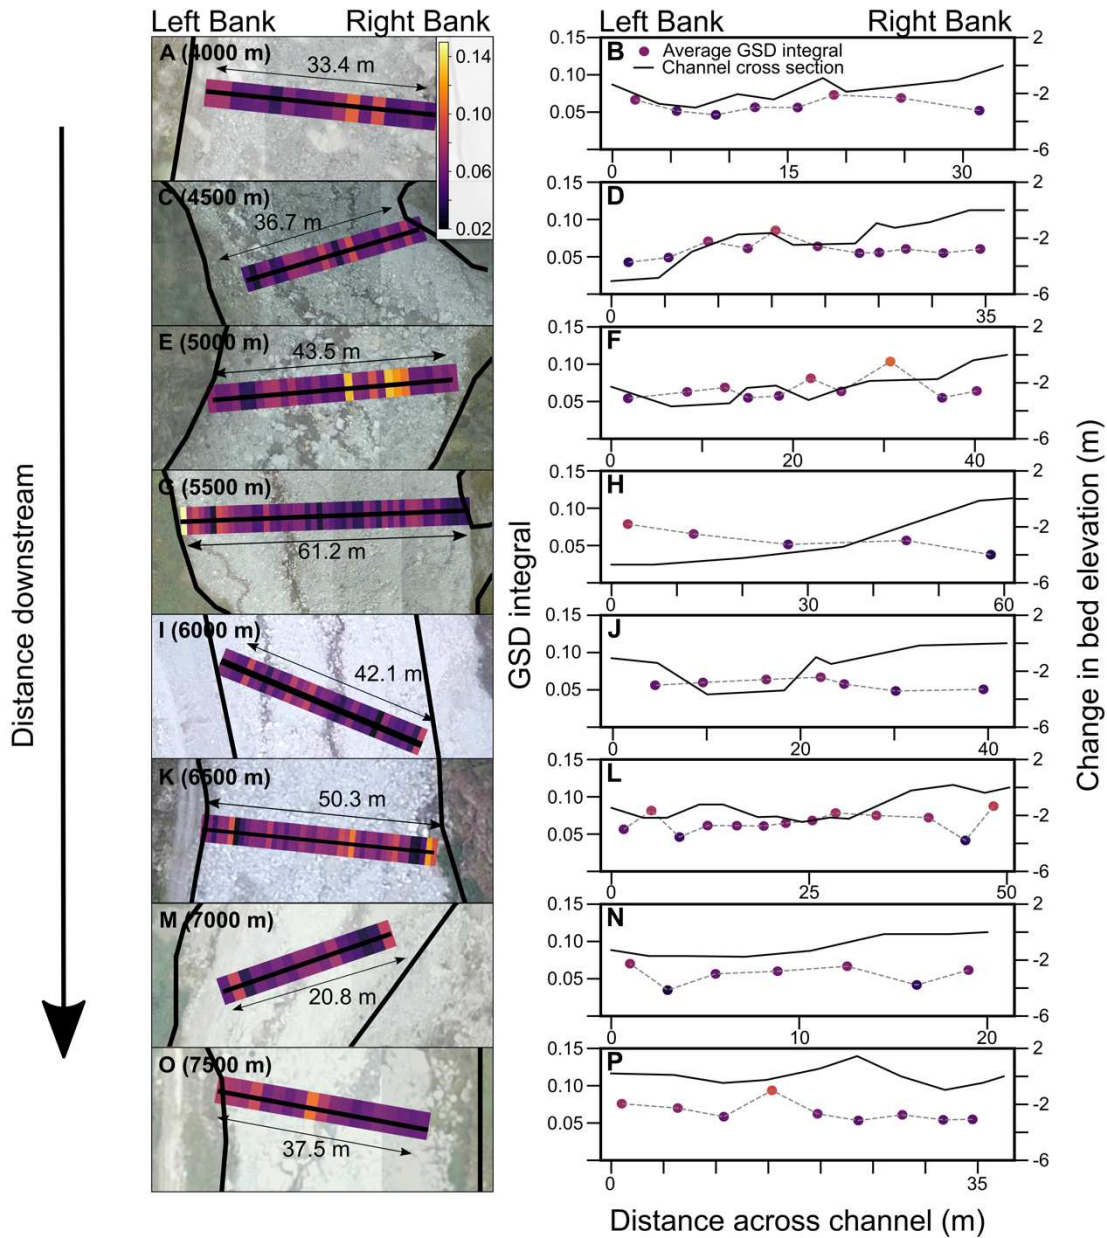 Left Bank Right Bank Left Bank Right Bank
A (4000 m)
33.4 m
0.14
0.10
0.06
0.02
C (4500 m)
36.7 m
E (5000 m)
43.5 m
G (5500 m)
61.2 m
I (6000 m)
42.1 m
K (6500 m)
50.3 m
M (7000 m)
20.8 m
O (7500 m)
37.5 m
Distance downstream
GSD integral
B
Average GSD integral
Channel cross section
0.15
0.10
0.05
2
-2
-6
0 15 30
D
0.15
0.10
0.05
2
-2
-6
0 35
F
0.15
0.10
0.05
2
-2
-6
0 20 40
H
0.15
0.10
0.05
2
-2
-6
0 30 60
J
0.15
0.10
0.05
2
-2
-6
0 20 40
L
0.15
0.10
0.05
2
-2
-6
0 25 50
N
0.15
0.10
0.05
2
-2
-6
0 10 20
P
0.15
0.10
0.05
2
-2
-6
0 35
Change in bed elevation (m)
Distance across channel (m)